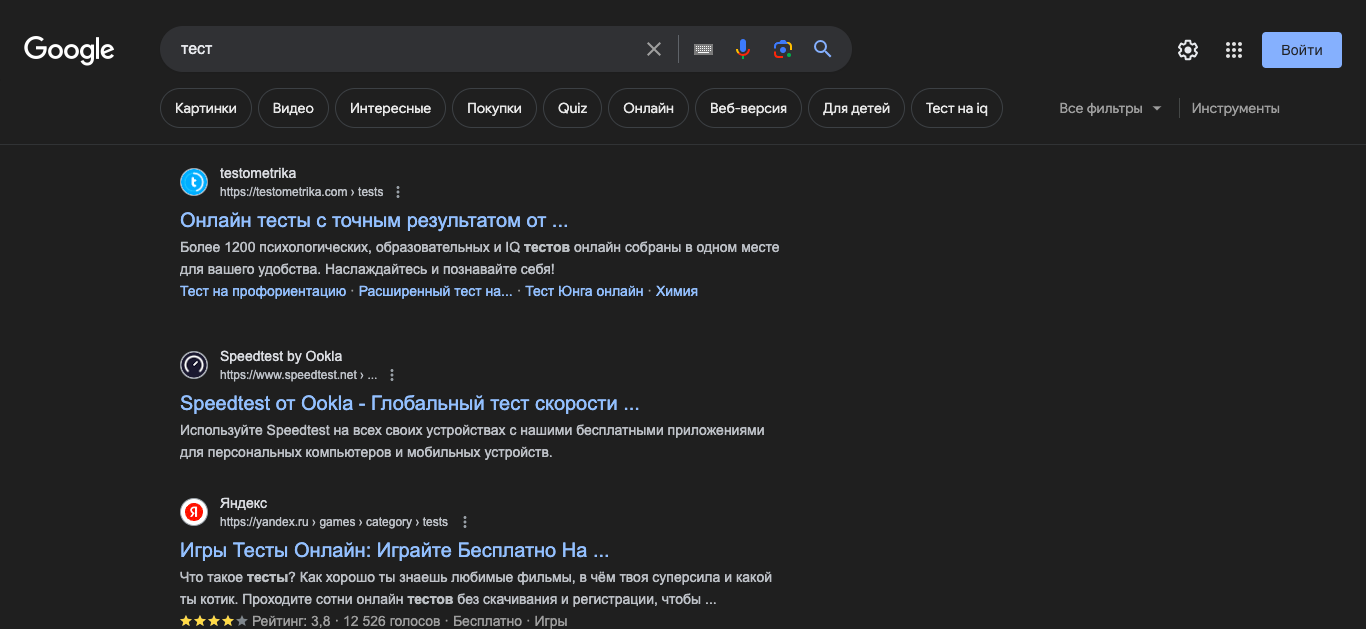 Google
тест
Войти
Картинки
Видео
Интересные
Покупки
Quiz
Онлайн
Веб-версия
Для детей
Тест на iq
Все фильтры
Инструменты
testometrika
https://testometrika.com › tests
Онлайн тесты с точным результатом от ...
Более 1200 психологических, образовательных и IQ тестов онлайн собраны в одном месте
для вашего удобства. Наслаждайтесь и познавайте себя!
Тест на профориентацию · Расширенный тест на... · Тест Юнга онлайн · Химия
Speedtest by Ookla
https://www.speedtest.net › ...
Speedtest от Ookla - Глобальный тест скорости ...
Используйте Speedtest на всех своих устройствах с нашими бесплатными приложениями
для персональных компьютеров и мобильных устройств.
Яндекс
https://yandex.ru › games › category › tests
Игры Тесты Онлайн: Играйте Бесплатно На ...
Что такое тесты? Как хорошо ты знаешь любимые фильмы, в чём твоя суперсила и какой
ты котик. Проходите сотни онлайн тестов без скачивания и регистрации, чтобы ...
Рейтинг: 3,8 · 12 526 голосов · Бесплатно · Игры